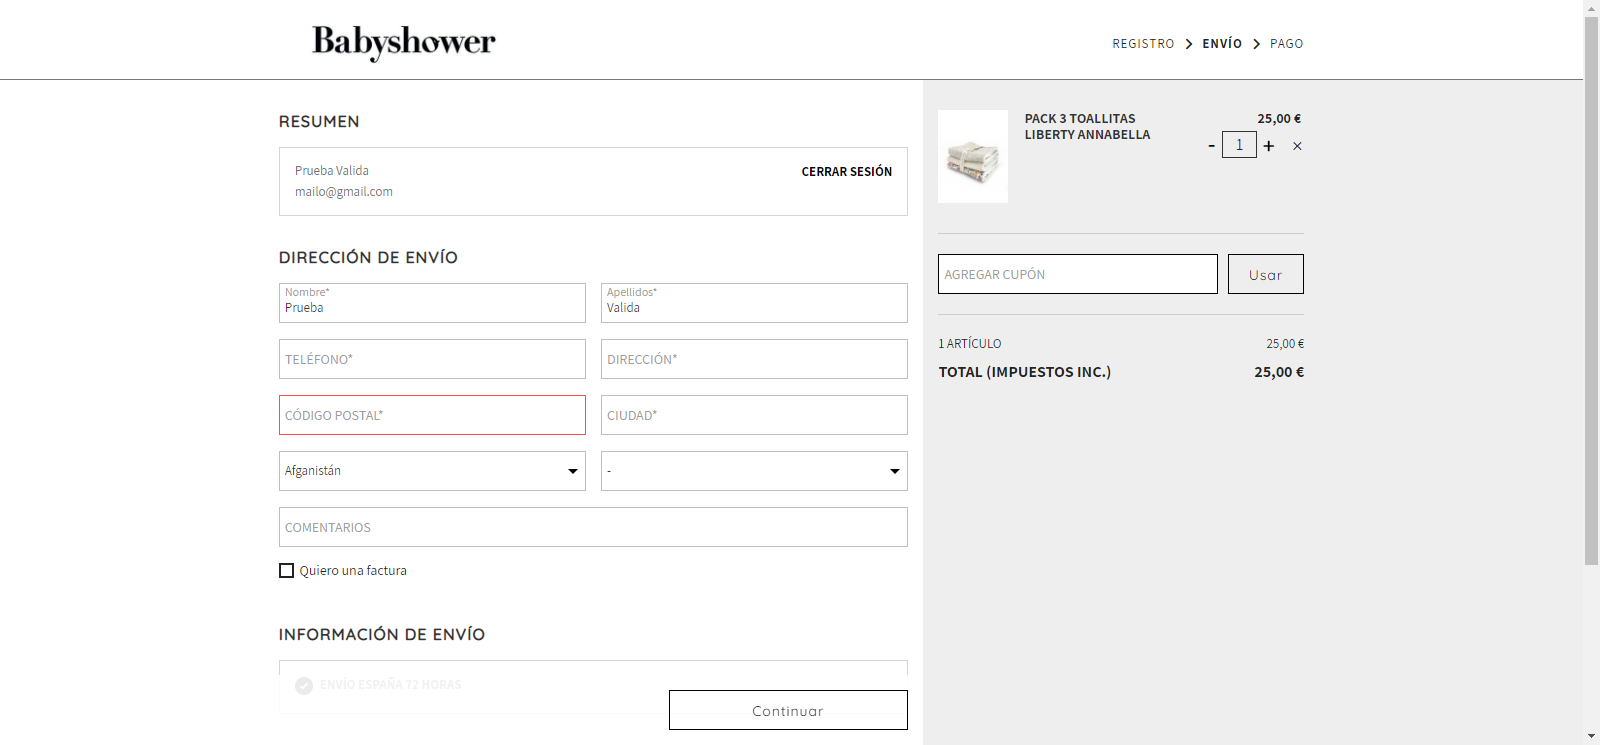 Babyshower
REGISTRO > ENVÍO > PAGO
RESUMEN
Prueba Valida
mailo@gmail.com
CERRAR SESIÓN
DIRECCIÓN DE ENVÍO
Nombre*
Prueba
Apellidos*
Valida
TELÉFONO*
DIRECCIÓN*
CÓDIGO POSTAL*
CIUDAD*
Afganistán
-
COMENTARIOS
Quiero una factura
INFORMACIÓN DE ENVÍO
ENVÍO ESPAÑA 72 HORAS
Continuar
PACK 3 TOALLITAS
LIBERTY ANNABELLA
25,00 €
- 1 + ×
AGREGAR CUPÓN
Usar
1 ARTÍCULO 25,00 €
TOTAL (IMPUESTOS INC.) 25,00 €